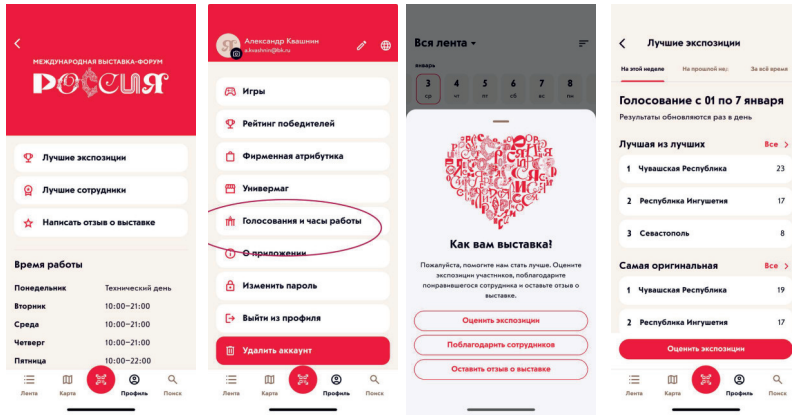 МЕЖДУНАРОДНАЯ ВЫСТАВКА-ФОРУМ
РОССИЯ
Лучшие экспозиции
Лучшие сотрудники
Написать отзыв о выставке
Время работы
Понедельник Технический день
Вторник 10:00–21:00
Среда 10:00–21:00
Четверг 10:00–21:00
Пятница 10:00–22:00
Лента Карта Профиль Поиск
Александр Квашнин
a.kvashnin@bk.ru
Игры
Рейтинг победителей
Фирменная атрибутика
Универмаг
Голосования и часы работы
О приложении
Изменить пароль
Выйти из профиля
Удалить аккаунт
Лента Карта Профиль Поиск
Вся лента
январь
3 4 5 6 7 8
ср чт пт сб вс пн
Как вам выставка?
Пожалуйста, помогите нам стать лучше. Оцените
экспозиции участников, поблагодарите
понравившегося сотрудника и оставьте отзыв о
выставке.
Оценить экспозиции
Поблагодарить сотрудников
Оставить отзыв о выставке
Лучшие экспозиции
На этой неделе На прошлой нед За всё время
Голосование с 01 по 7 января
Результаты обновляются раз в день
Лучшая из лучших Все >
1 Чувашская Республика 23
2 Республика Ингушетия 17
3 Севастополь 8
Самая оригинальная Все >
1 Чувашская Республика 19
2 Республика Ингушетия 17
Оценить экспозиции
Лента Карта Профиль Поиск